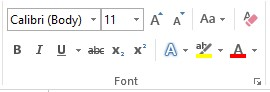 Calibri (Body) 11 A A Aa A
B I U abc x₂ x² A ab A
Font